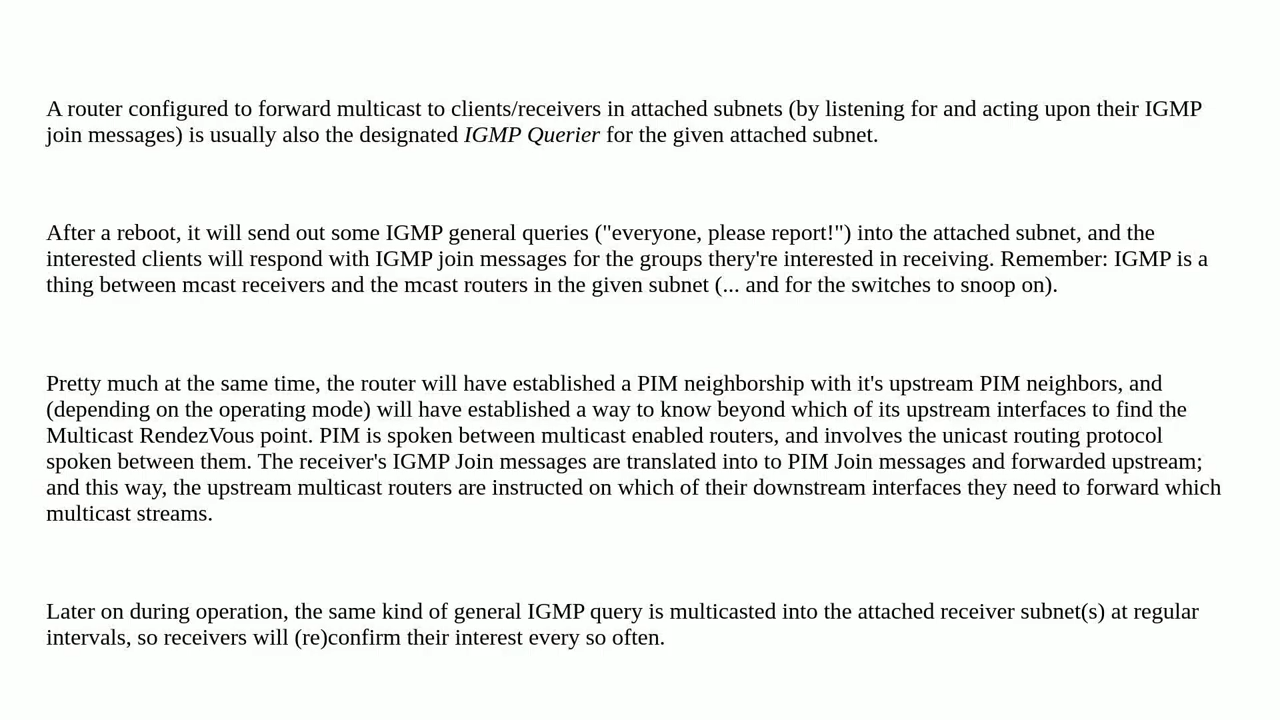 A router configured to forward multicast to clients/receivers in attached subnets (by listening for and acting upon their IGMP
join messages) is usually also the designated IGMP Querier for the given attached subnet.
After a reboot, it will send out some IGMP general queries ("everyone, please report!") into the attached subnet, and the
interested clients will respond with IGMP join messages for the groups thery're interested in receiving. Remember: IGMP is a
thing between mcast receivers and the mcast routers in the given subnet (... and for the switches to snoop on).
Pretty much at the same time, the router will have established a PIM neighborship with it's upstream PIM neighbors, and
(depending on the operating mode) will have established a way to know beyond which of its upstream interfaces to find the
Multicast RendezVous point. PIM is spoken between multicast enabled routers, and involves the unicast routing protocol
spoken between them. The receiver's IGMP Join messages are translated into to PIM Join messages and forwarded upstream;
and this way, the upstream multicast routers are instructed on which of their downstream interfaces they need to forward which
multicast streams.
Later on during operation, the same kind of general IGMP query is multicasted into the attached receiver subnet(s) at regular
intervals, so receivers will (re)confirm their interest every so often.